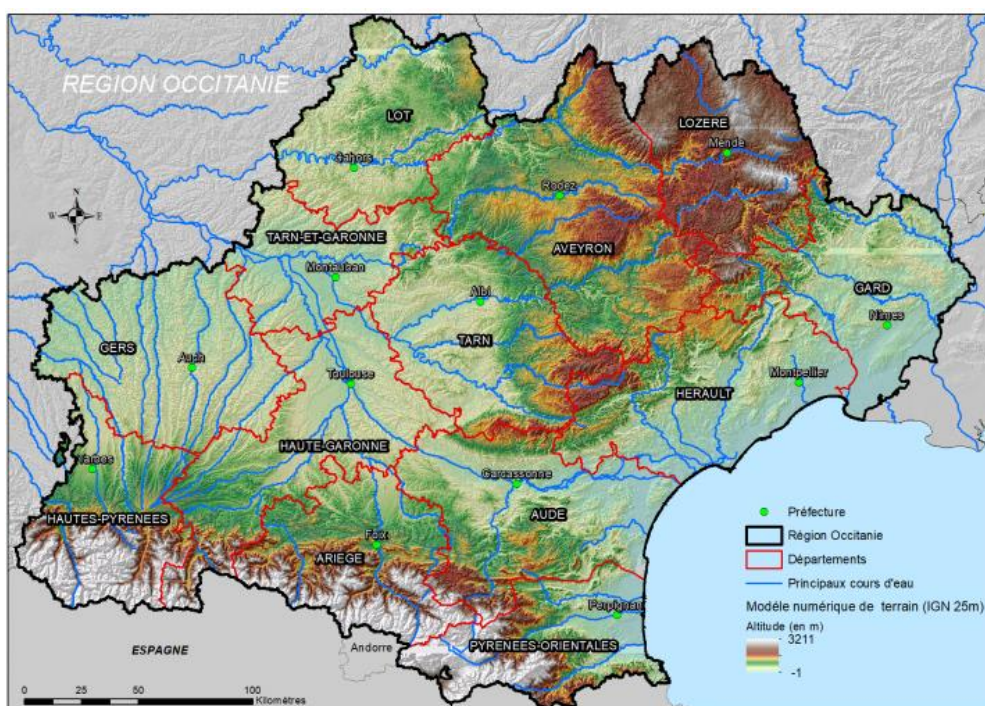 REGION OCCITANIE
LOT
LOZERE
Mende
Cahors
Rodez
TARN-ET-GARONNE
AVEYRON
Montauban
GARD
Albi
Nîmes
GERS
TARN
Auch
Toulouse
Montpellier
HERAULT
HAUTE-GARONNE
Tarbes
Carcassonne
AUDE
HAUTES-PYRENEES
Foix
ARIEGE
Perpignan
PYRENEES-ORIENTALES
Andorre
ESPAGNE
N
W
E
S
Préfecture
Région Occitanie
Départements
Principaux cours d'eau
Modéle numérique de terrain (IGN 25m)
Altitude (en m)
3211
-1
0 25 50 100
Kilomètres